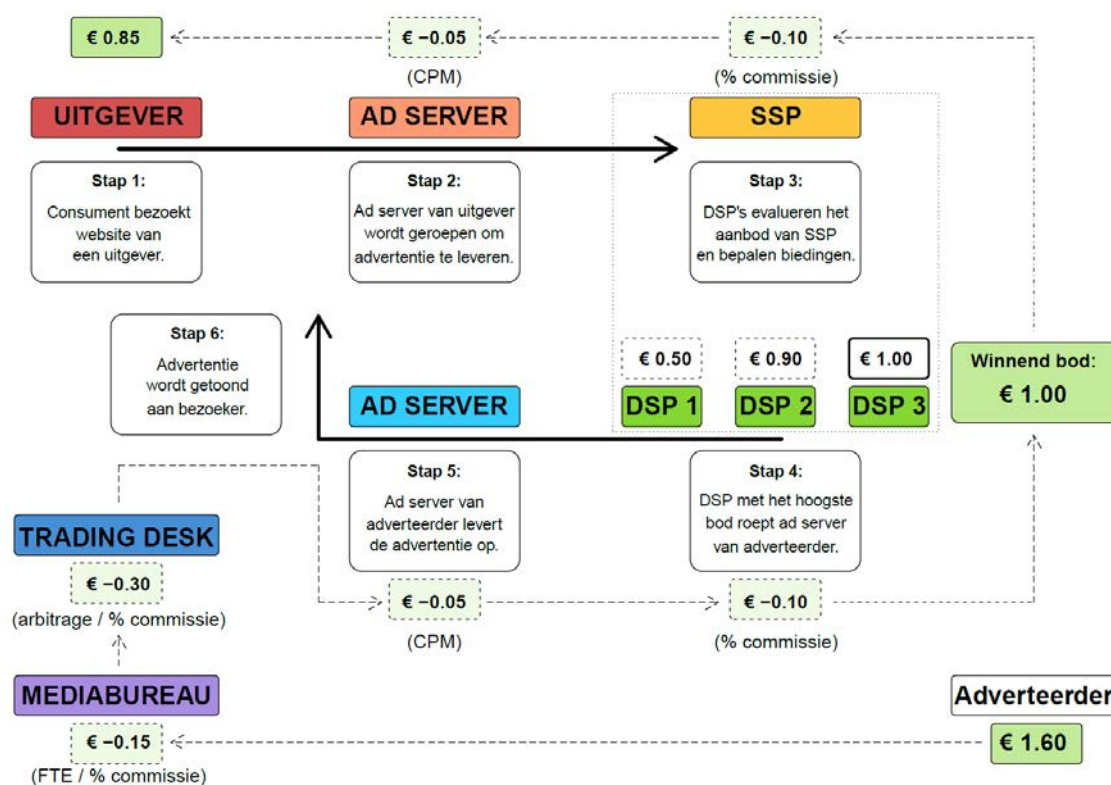 € 0.85
€ −0.05
€ −0.10
(CPM)
(% commissie)
UITGEVER
AD SERVER
SSP
Stap 1:
Consument bezoekt
website van
een uitgever.
Stap 2:
Ad server van uitgever
wordt geroepen om
advertentie te leveren.
Stap 3:
DSP's evalueren het
aanbod van SSP
en bepalen biedingen.
Stap 6:
Advertentie
wordt getoond
aan bezoeker.
AD SERVER
€ 0.50
€ 0.90
€ 1.00
DSP 1
DSP 2
DSP 3
Winnend bod:
€ 1.00
Stap 5:
Ad server van
adverteerder levert
de advertentie op.
Stap 4:
DSP met het hoogste
bod roept ad server
van adverteerder.
TRADING DESK
€ −0.30
(arbitrage / % commissie)
€ −0.05
(CPM)
€ −0.10
(% commissie)
MEDIABUREAU
€ −0.15
(FTE / % commissie)
Adverteerder
€ 1.60